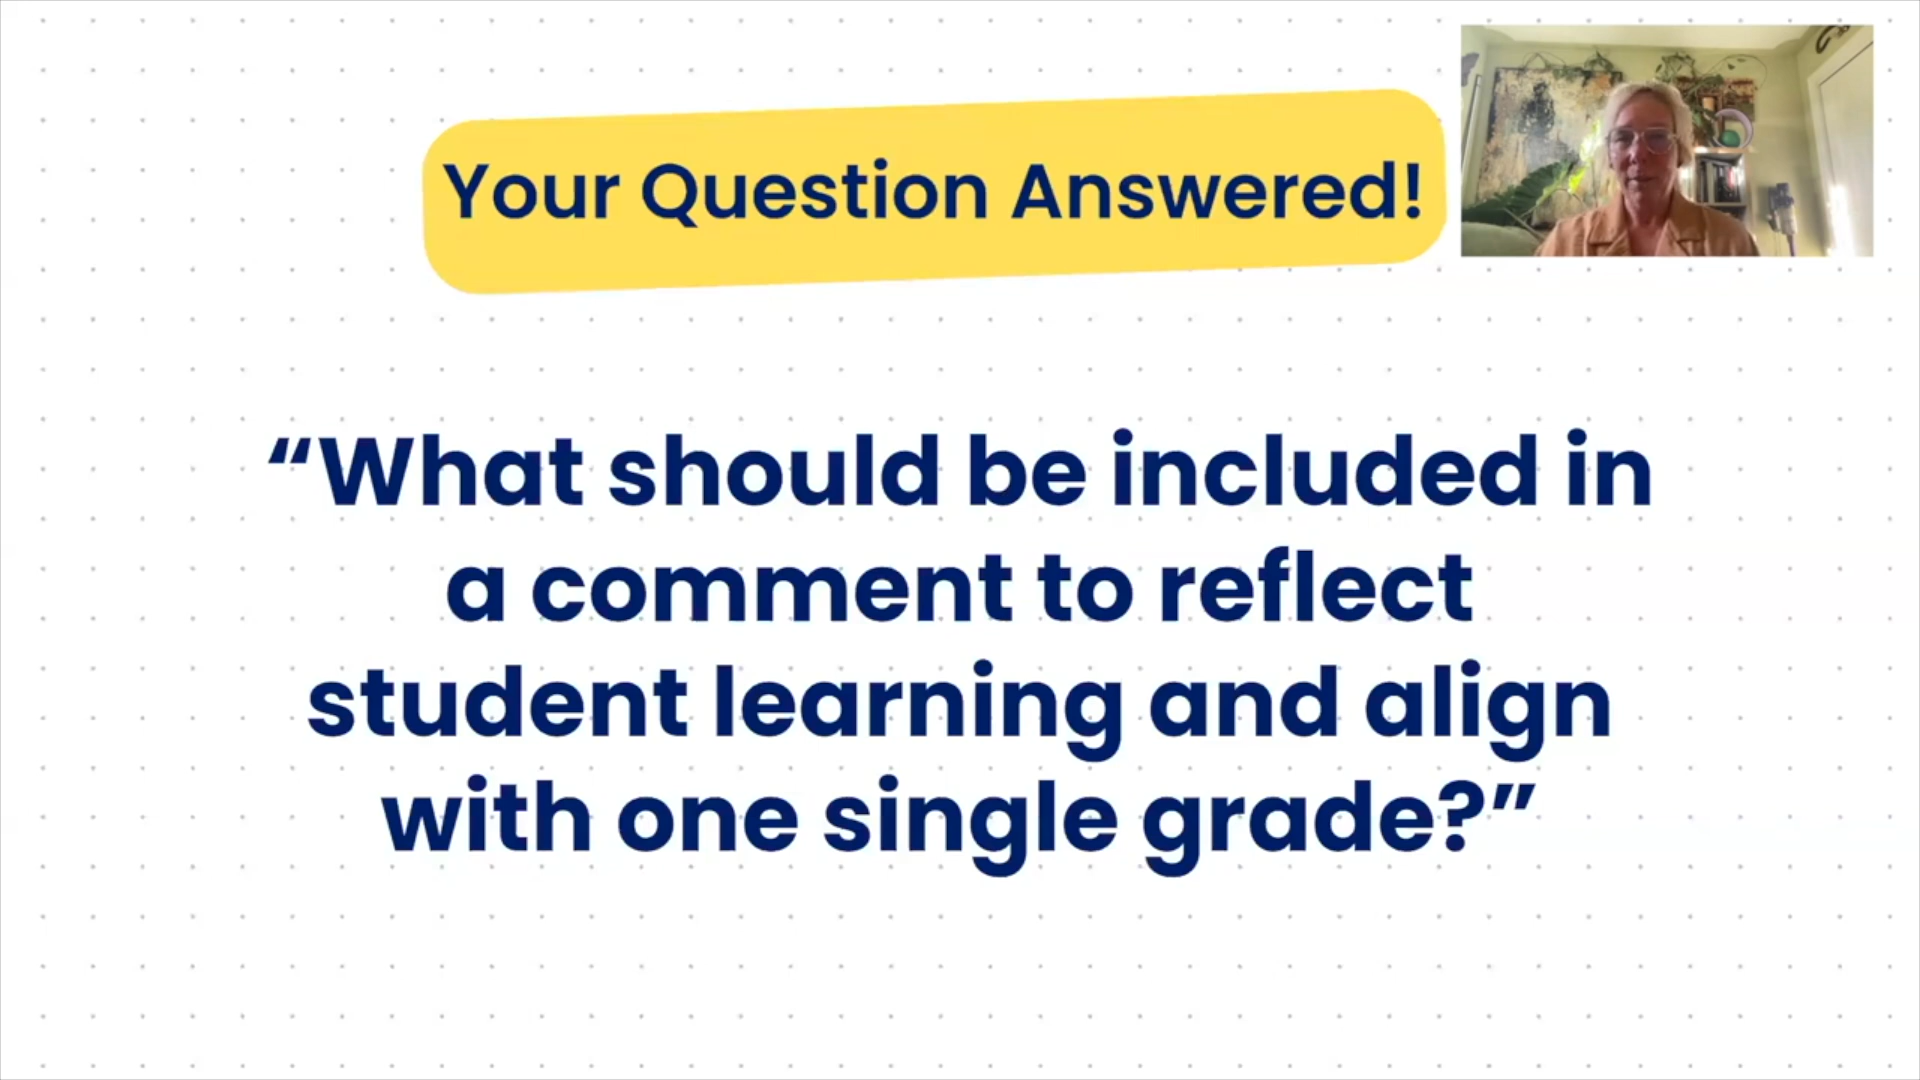 Your Question Answered!
“What should be included in
a comment to reflect
student learning and align
with one single grade?”